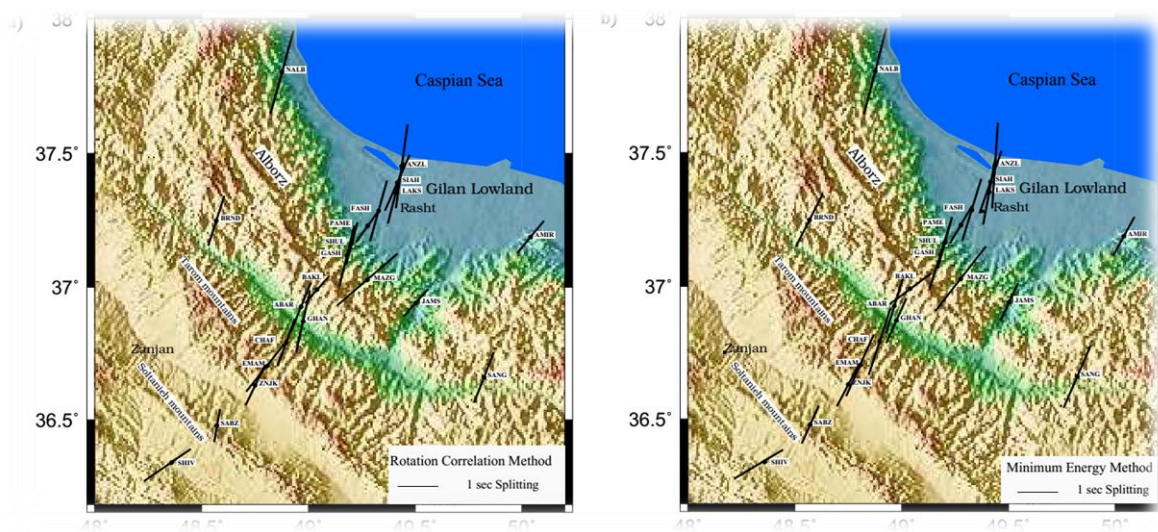 a)
38°
37.5°
37°
36.5°
48°
48.5°
49°
49.5°
50°
NALB
Caspian Sea
ANZL
SIAH
LAKS
Gilan Lowland
Rasht
Alborz
FASH
PAME
SHUL
GASH
BRND
AMIR
MAZG
BAKL
Tarom mountains
ABAR
JAMS
GHAN
CHAF
Zanjan
EMAM
ZNJK
SANG
Soltanieh mountains
SABZ
SHIV
Rotation Correlation Method
1 sec Splitting
b)
38°
37.5°
37°
36.5°
48°
48.5°
49°
49.5°
50°
NALB
Caspian Sea
ANZL
SIAH
LAKS
Gilan Lowland
Rasht
Alborz
FASH
PAME
SHUL
GASH
BRND
AMIR
MAZG
BAKL
Tarom mountains
ABAR
JAMS
GHAN
CHAF
Zanjan
EMAM
ZNJK
SANG
Soltanieh mountains
SABZ
SHIV
Minimum Energy Method
1 sec Splitting